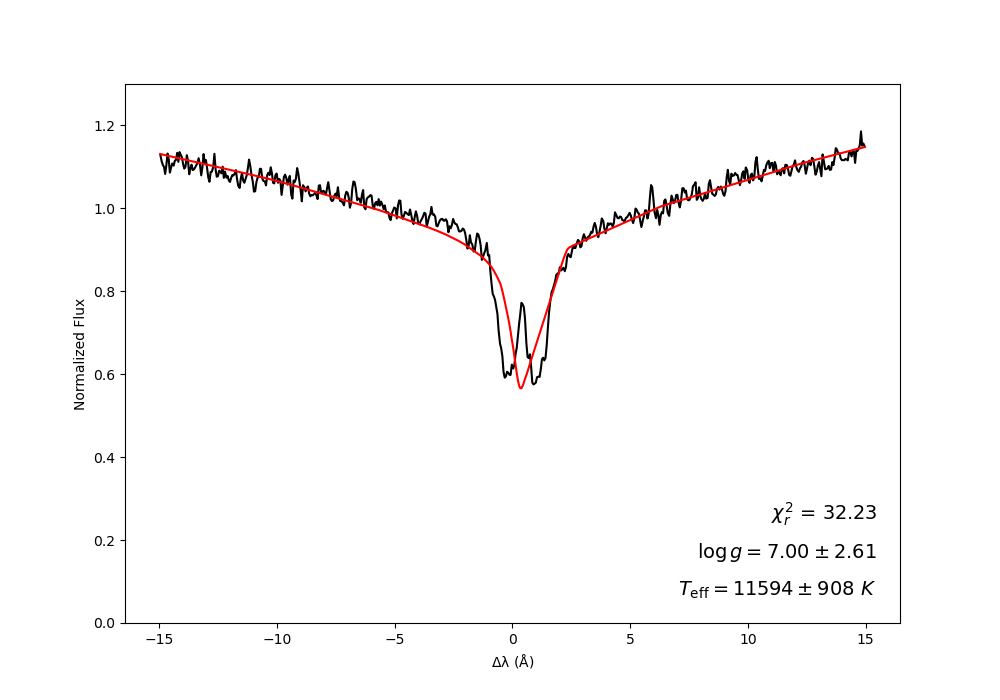 1.2
1.0
0.8
0.6
0.4
0.2
0.0
Normalized Flux
χ²ᵣ = 32.23
log g = 7.00 ± 2.61
T_eff = 11594 ± 908 K
−15 −10 −5 0 5 10 15
Δλ (Å)